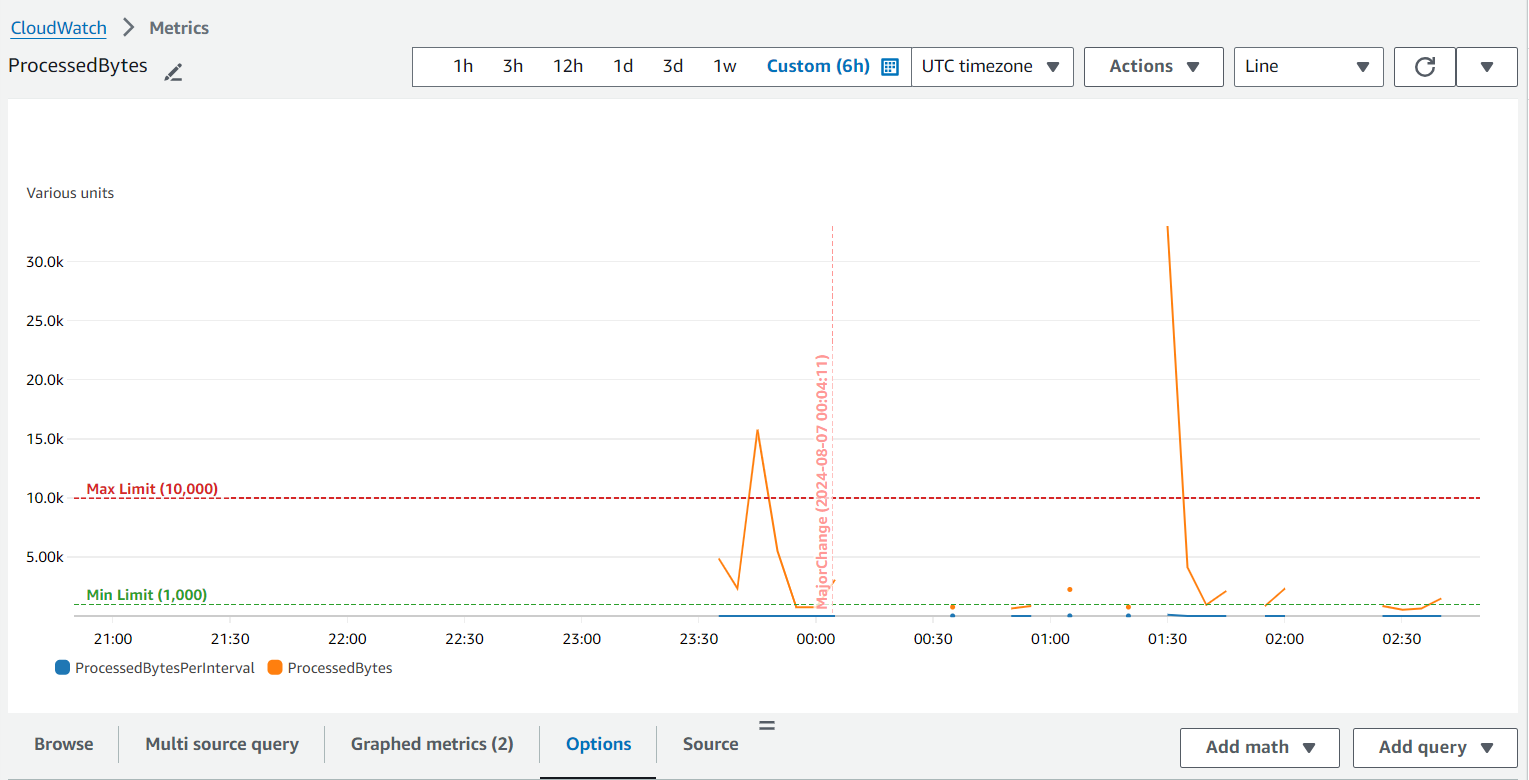 CloudWatch Metrics
ProcessedBytes
1h 3h 12h 1d 3d 1w Custom (6h) UTC timezone Actions Line
Various units
30.0k
25.0k
20.0k
15.0k
10.0k
5.00k
Max Limit (10,000)
Min Limit (1,000)
MajorChange (2024-08-07 00:04:11)
21:00 21:30 22:00 22:30 23:00 23:30 00:00 00:30 01:00 01:30 02:00 02:30
ProcessedBytesPerInterval ProcessedBytes
Browse Multi source query Graphed metrics (2) Options Source Add math Add query